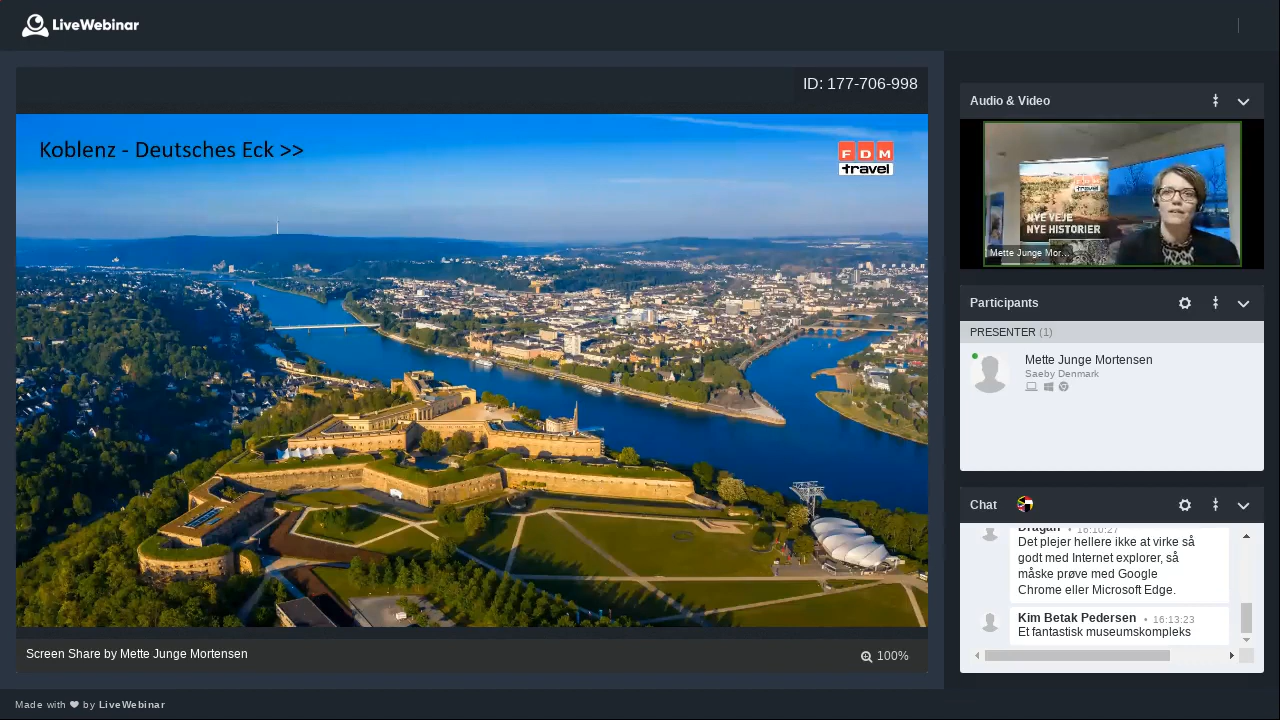 LiveWebinar
ID: 177-706-998
Koblenz - Deutsches Eck >>
FDM
travel
Screen Share by Mette Junge Mortensen
100%
Audio & Video
travel
NYE VEJE
NYE HISTORIER
Mette Junge Mor...
Participants
PRESENTER (1)
Mette Junge Mortensen
Saeby Denmark
Chat
Dragan • 16:10:27
Det plejer hellere ikke at virke så
godt med Internet explorer, så
måske prøve med Google
Chrome eller Microsoft Edge.
Kim Betak Pedersen • 16:13:23
Et fantastisk museumskompleks
Made with ❤ by LiveWebinar